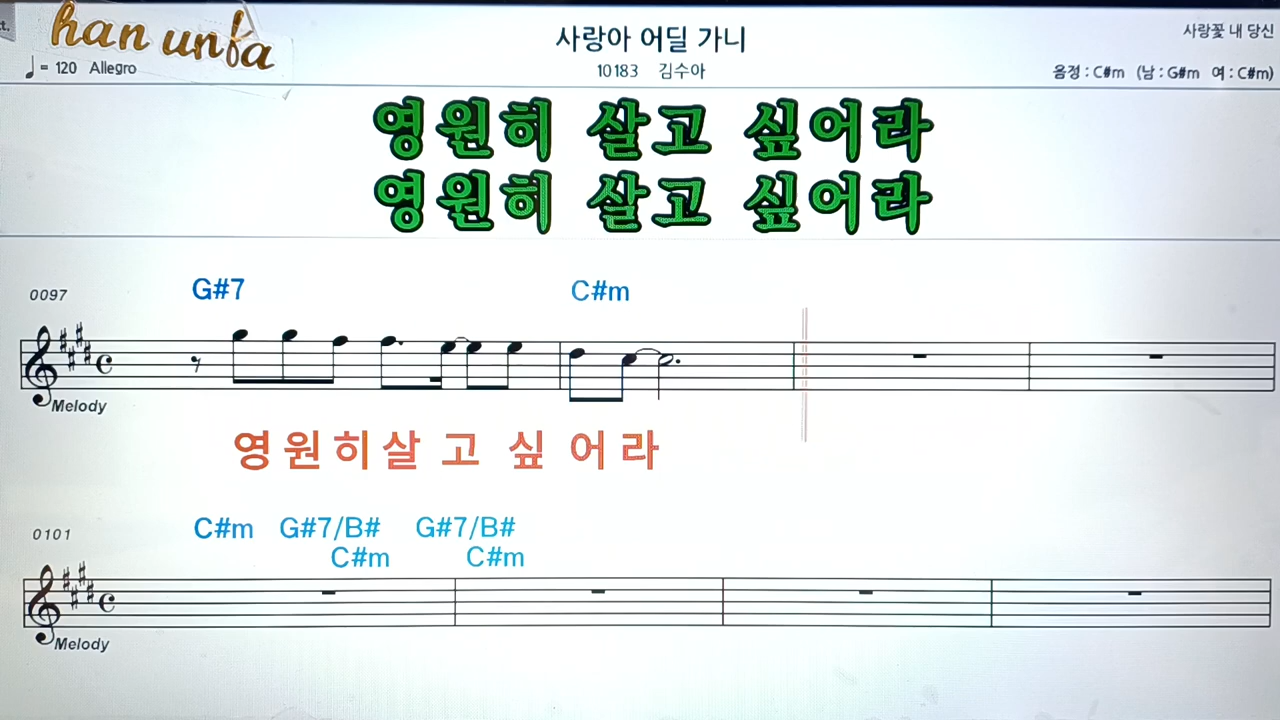 han unfa
ct.
♩= 120 Allegro
사랑아 어딜 가니
10183 김수아
사랑꽃 내 당신
음정 : C#m (남 : G#m 여 : C#m)
영원히 살고 싶어라
영원히 살고 싶어라
0097
G#7 C#m
Melody
영원히살 고 싶 어라
0101
C#m G#7/B# G#7/B#
C#m C#m
Melody